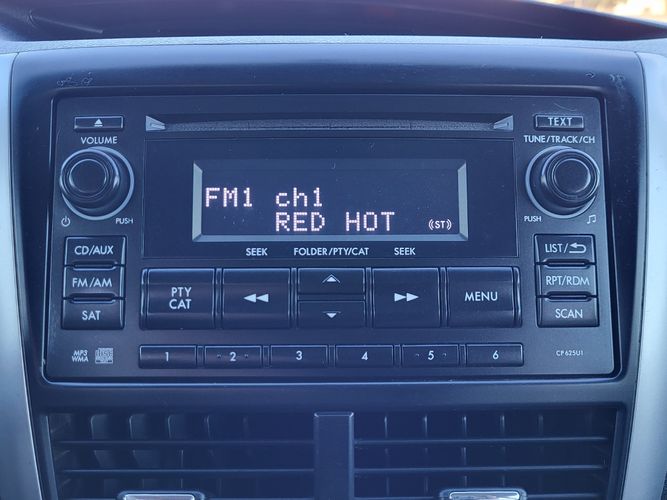 TEXT
VOLUME
TUNE/TRACK/CH
FM1 ch1
RED HOT (ST)
PUSH
PUSH
SEEK FOLDER/PTY/CAT SEEK
CD/AUX
LIST/
FM/AM
PTY CAT
MENU
RPT/RDM
SAT
SCAN
MP3
WMA
1 2 3 4 5 6
CP625U1